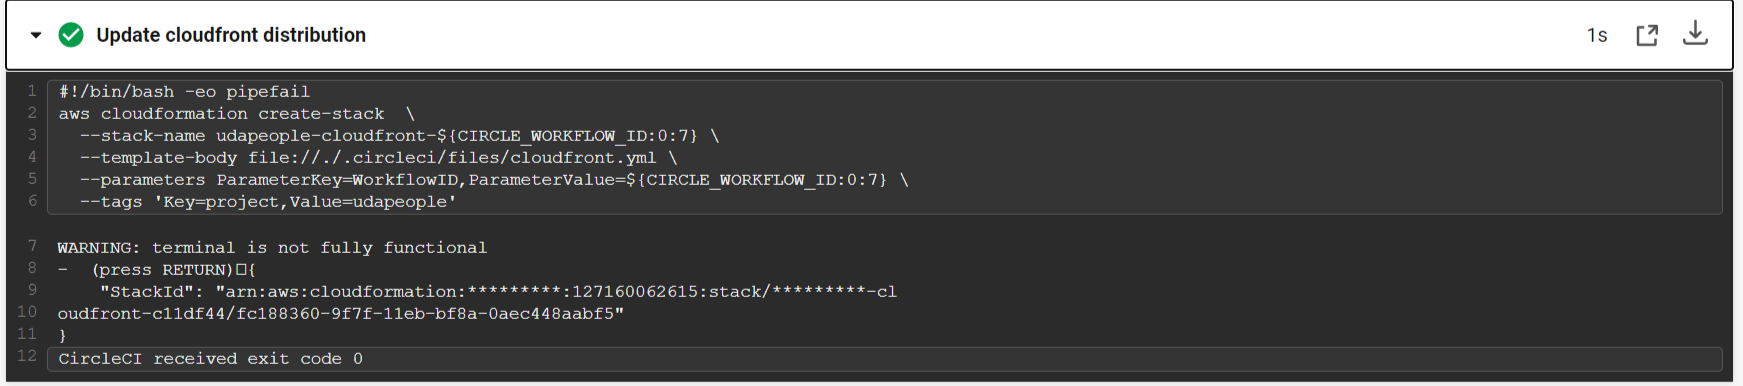 Update cloudfront distribution 1s
1 #!/bin/bash -eo pipefail
2 aws cloudformation create-stack \
3 --stack-name udapeople-cloudfront-${CIRCLE_WORKFLOW_ID:0:7} \
4 --template-body file://./.circleci/files/cloudfront.yml \
5 --parameters ParameterKey=WorkflowID,ParameterValue=${CIRCLE_WORKFLOW_ID:0:7} \
6 --tags 'Key=project,Value=udapeople'
7 WARNING: terminal is not fully functional
8 - (press RETURN)□{
9 "StackId": "arn:aws:cloudformation:*********:127160062615:stack/*********-cl
10 oudfront-c11df44/fc188360-9f7f-11eb-bf8a-0aec448aabf5"
11 }
12 CircleCI received exit code 0